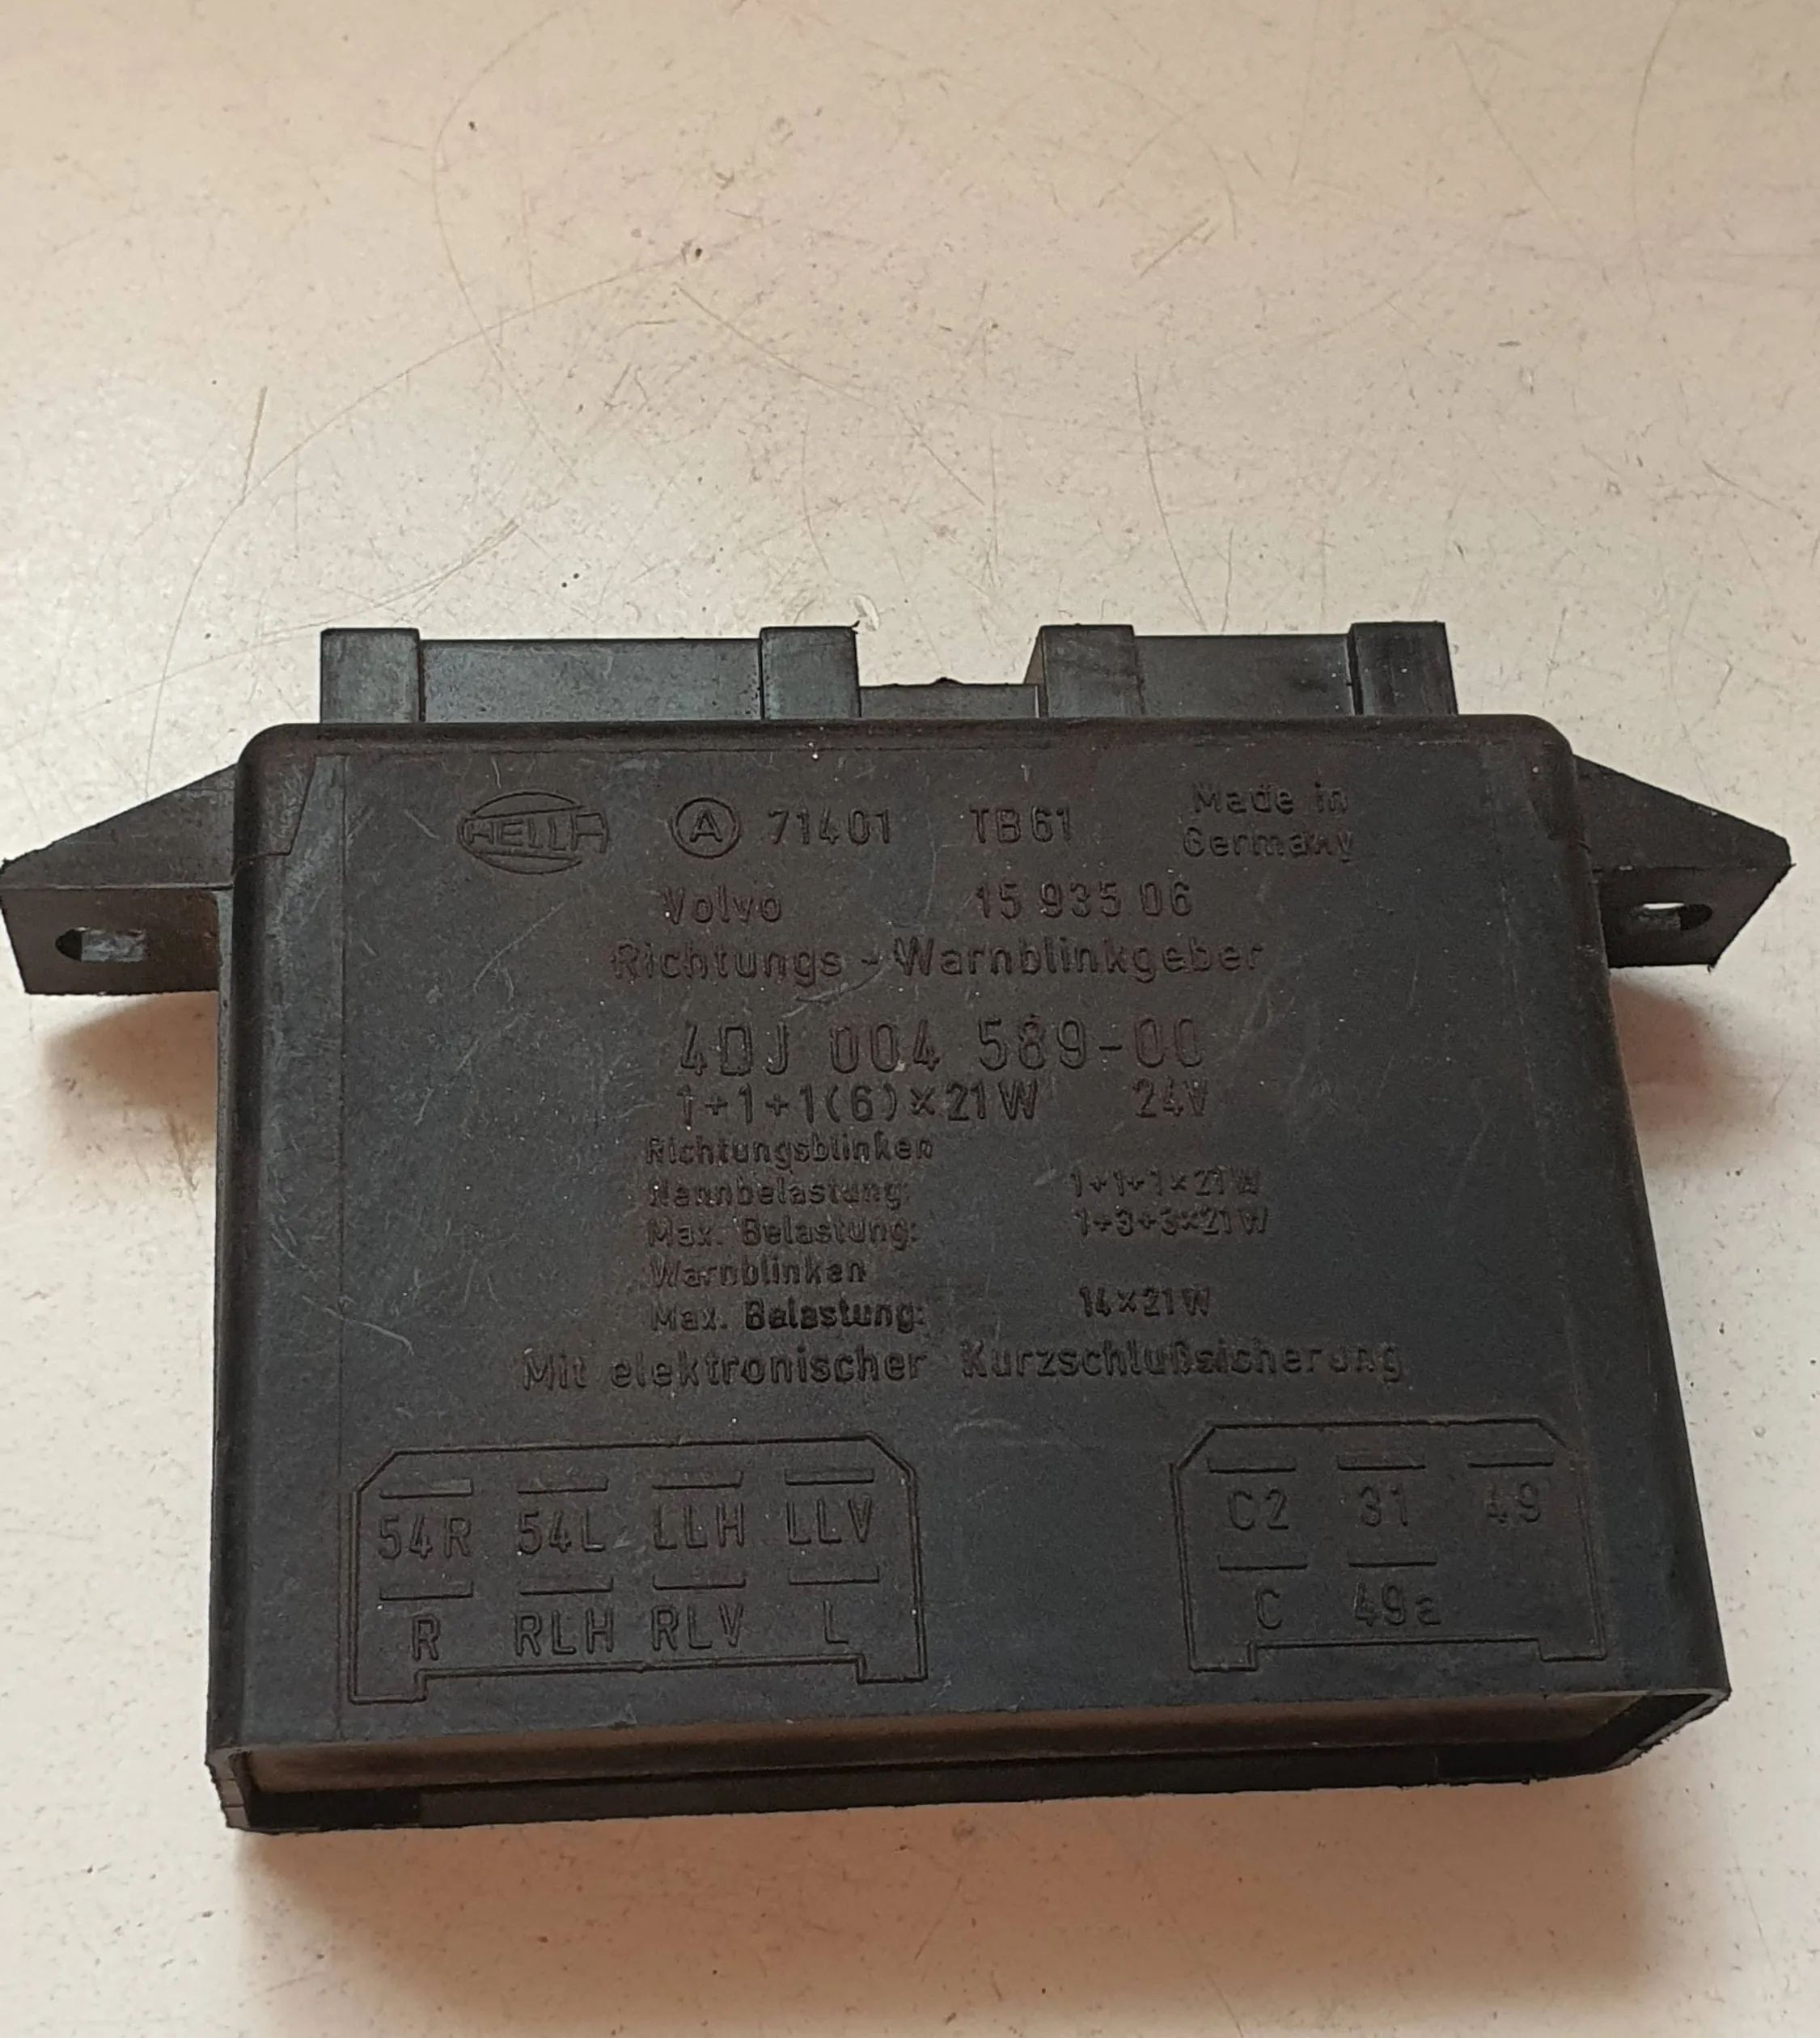 HELLA A 71401 TB61 Made in
Germany
Volvo 15 935 06
Richtungs - Warnblinkgeber
4DJ 004 589-00
1+1+1(6)×21W 24V
Richtungsblinken
Nennbelastung: 1+1+1×21W
Max. Belastung: 1+3+3×21W
Warnblinken
Max. Belastung: 14×21W
Mit elektronischer Kurzschlußsicherung
54R 54L LLH LLV
R RLH RLV L
C2 31 49
C 49a